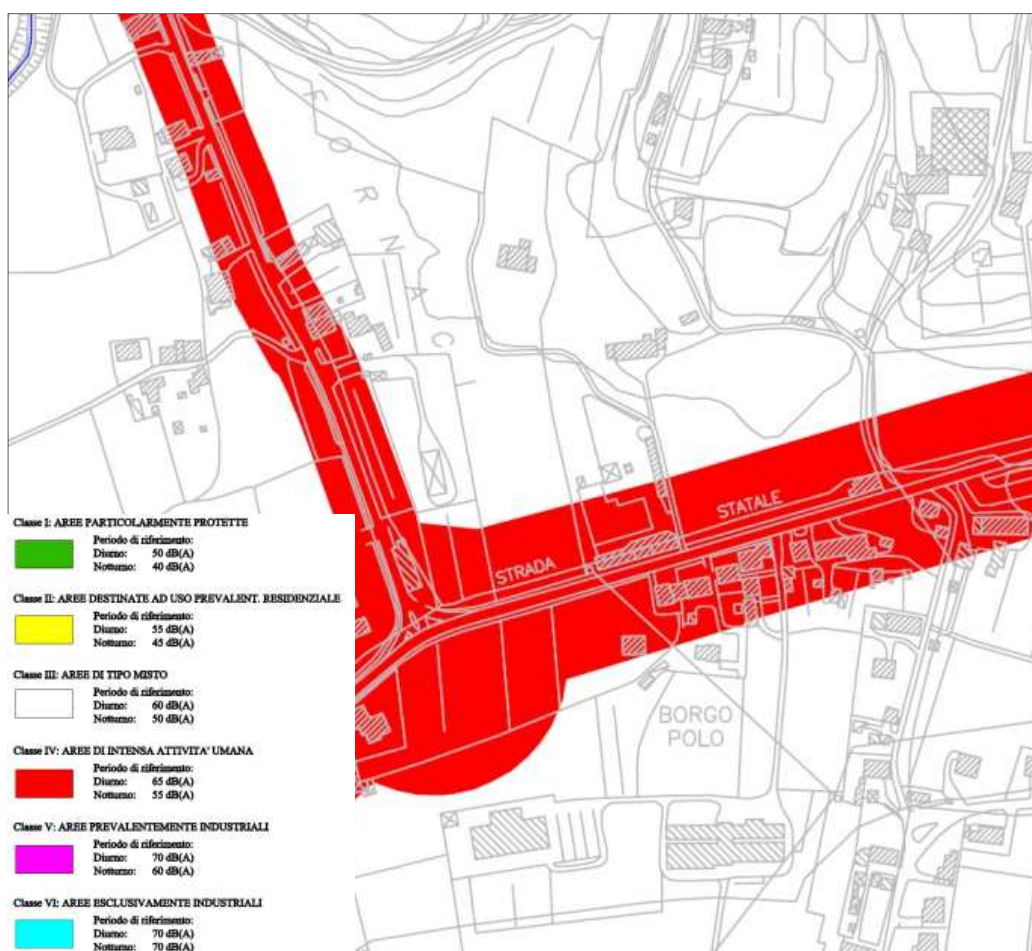 FORNAC
STATALE
STRADA
BORGO
POLO
Classe I: AREE PARTICOLARMENTE PROTETTE
Periodo di riferimento:
Diurno: 50 dB(A)
Notturno: 40 dB(A)
Classe II: AREE DESTINATE AD USO PREVALENT. RESIDENZIALE
Periodo di riferimento:
Diurno: 55 dB(A)
Notturno: 45 dB(A)
Classe III: AREE DI TIPO MISTO
Periodo di riferimento:
Diurno: 60 dB(A)
Notturno: 50 dB(A)
Classe IV: AREE DI INTENSA ATTIVITA' UMANA
Periodo di riferimento:
Diurno: 65 dB(A)
Notturno: 55 dB(A)
Classe V: AREE PREVALENTEMENTE INDUSTRIALI
Periodo di riferimento:
Diurno: 70 dB(A)
Notturno: 60 dB(A)
Classe VI: AREE ESCLUSIVAMENTE INDUSTRIALI
Periodo di riferimento:
Diurno: 70 dB(A)
Notturno: 70 dB(A)